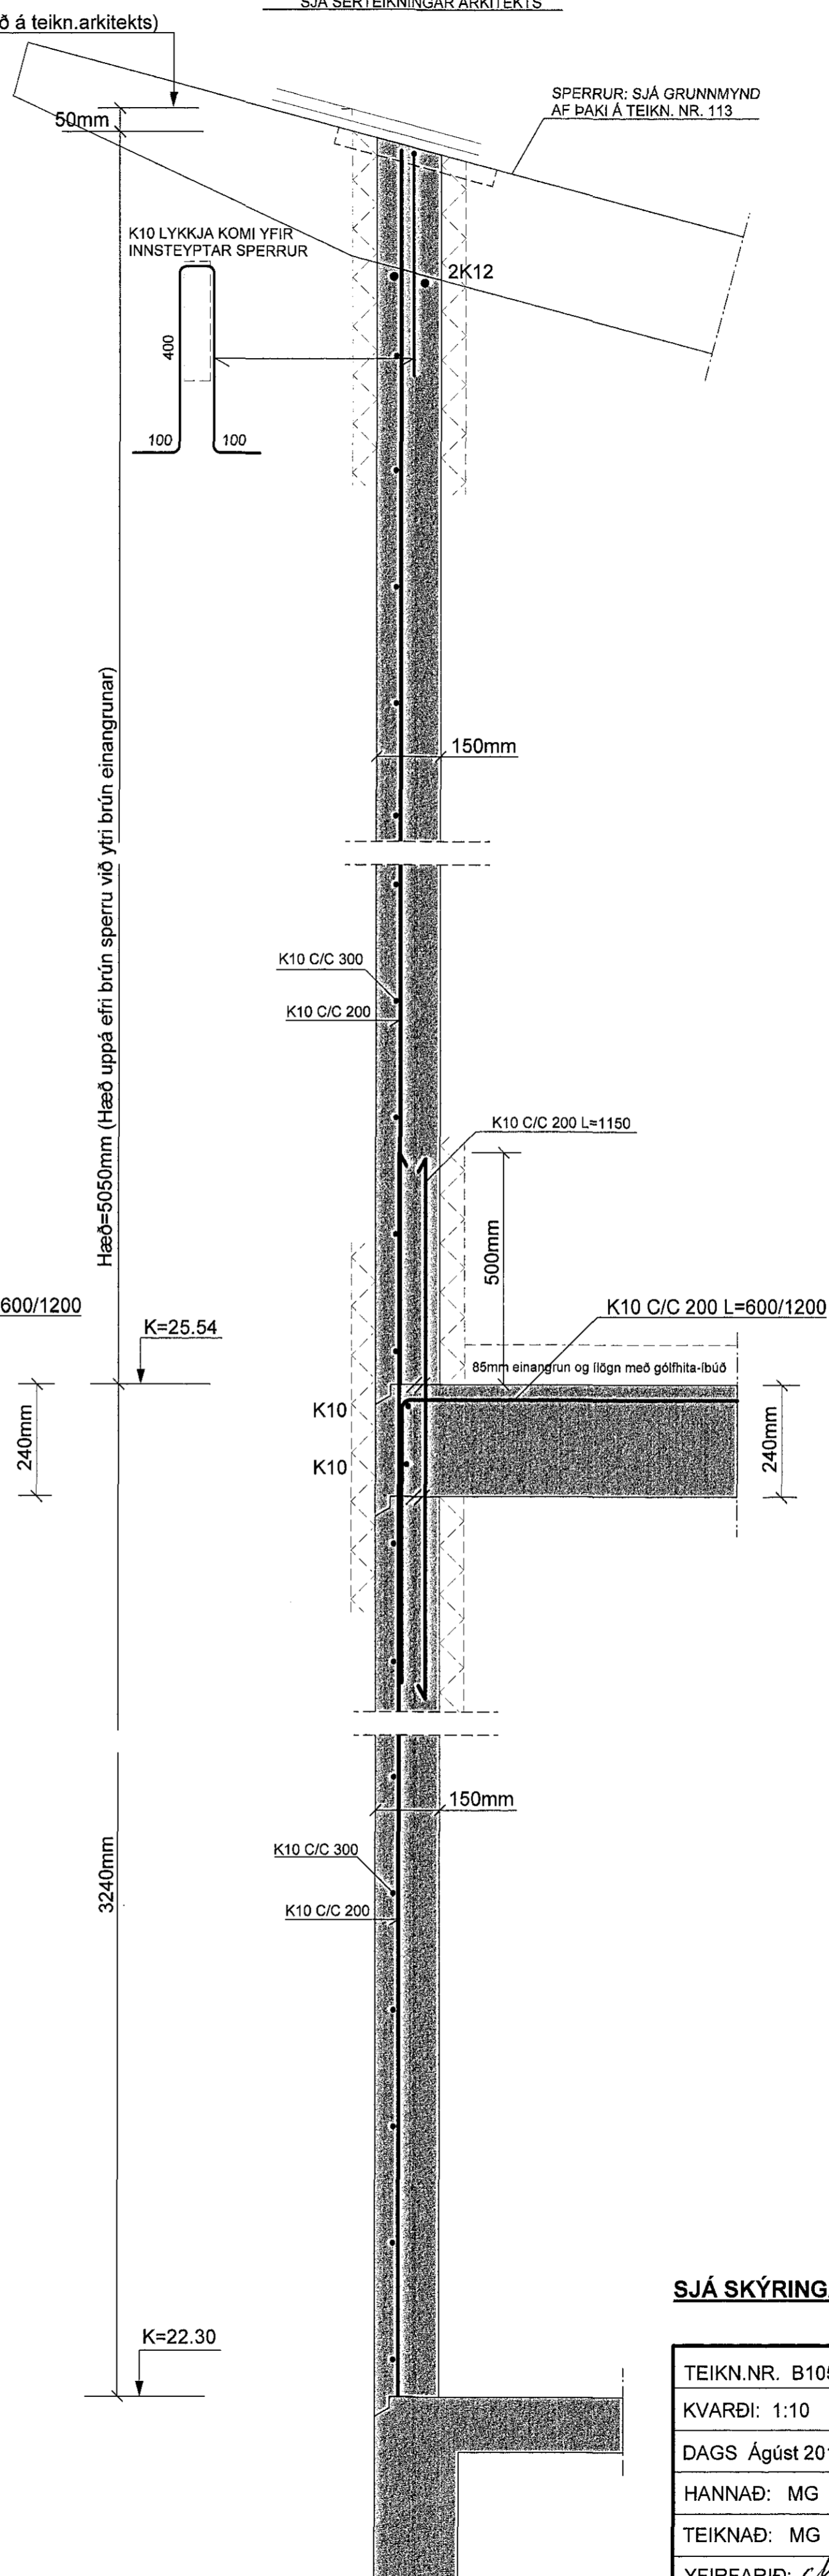 SJÁ SÉRTEIKNINGAR ARKITEKTS
ð á teikn.arkitekts)
50mm
SPERRUR: SJÁ GRUNNMYND
AF ÞAKI Á TEIKN. NR. 113
K10 LYKKJA KOMI YFIR
INNSTEYPTAR SPERRUR
2K12
400
100
100
Hæð=5050mm (Hæð uppá efri brún sperru við ytri brún einangrunar)
150mm
K10 C/C 300
K10 C/C 200
K10 C/C 200 L=1150
500mm
600/1200
K10 C/C 200 L=600/1200
K=25.54
85mm einangrun og ílögn með gólfhita-íbúð
240mm
K10
K10
240mm
150mm
K10 C/C 300
K10 C/C 200
3240mm
K=22.30
SJÁ SKÝRING
TEIKN.NR. B105
KVARÐI: 1:10
DAGS Ágúst 201
HANNAÐ: MG
TEIKNAÐ: MG
YFIRFARIÐ: